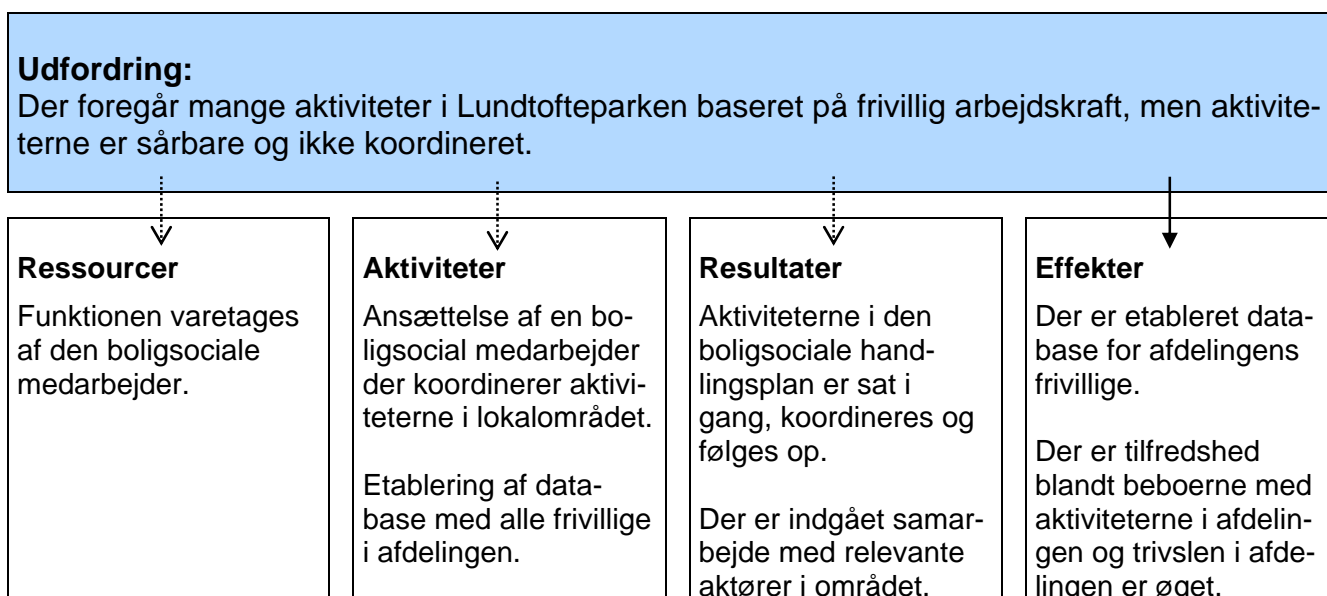 Udfordring:
Der foregår mange aktiviteter i Lundtofteparken baseret på frivillig arbejdskraft, men aktivite-
terne er sårbare og ikke koordineret.
Ressourcer
Funktionen varetages
af den boligsociale
medarbejder.
Aktiviteter
Ansættelse af en bo-
ligsocial medarbejder
der koordinerer aktivi-
teterne i lokalområdet.
Etablering af data-
base med alle frivillige
i afdelingen.
Resultater
Aktiviteterne i den
boligsociale hand-
lingsplan er sat i
gang, koordineres og
følges op.
Der er indgået samar-
bejde med relevante
aktører i området.
Effekter
Der er etableret data-
base for afdelingens
frivillige.
Der er tilfredshed
blandt beboerne med
aktiviteterne i afdelin-
gen og trivslen i afde-
lingen er øget.